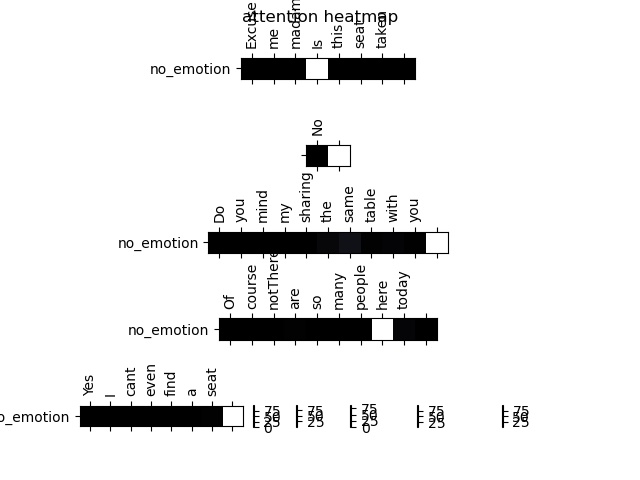 attention heatmap
Excuse me madam Is this seat taken
no_emotion
No
Do you mind my sharing the same table with you
no_emotion
Of course notThere are so many people here today
no_emotion
Yes I cant even find a seat
no_emotion
75 75 75 75 75
50 50 50 50 50
25 25 25 25 25
0 0